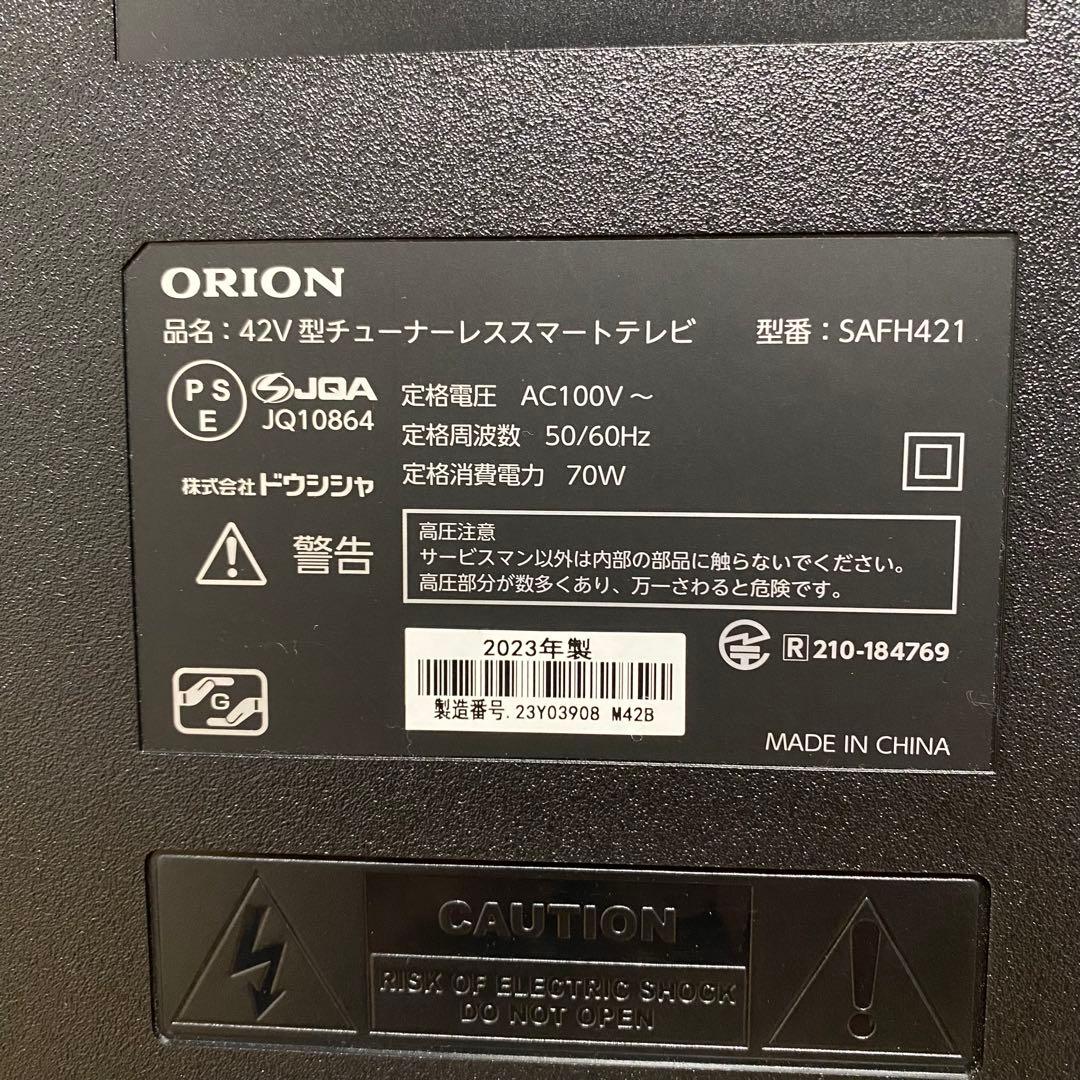 ORION
品名：42V 型チューナーレススマートテレビ 型番：SAFH421
PS
E
JQA
JQ10864
定格電圧 AC100V～
定格周波数 50/60Hz
定格消費電力 70W
株式会社ドウシシャ
警告
高圧注意
サービスマン以外は内部の部品に触らないでください。
高圧部分が数多くあり、万一さわると危険です。
2023年製
製造番号.23Y03908 M42B
R 210-184769
G
MADE IN CHINA
CAUTION
RISK OF ELECTRIC SHOCK
DO NOT OPEN